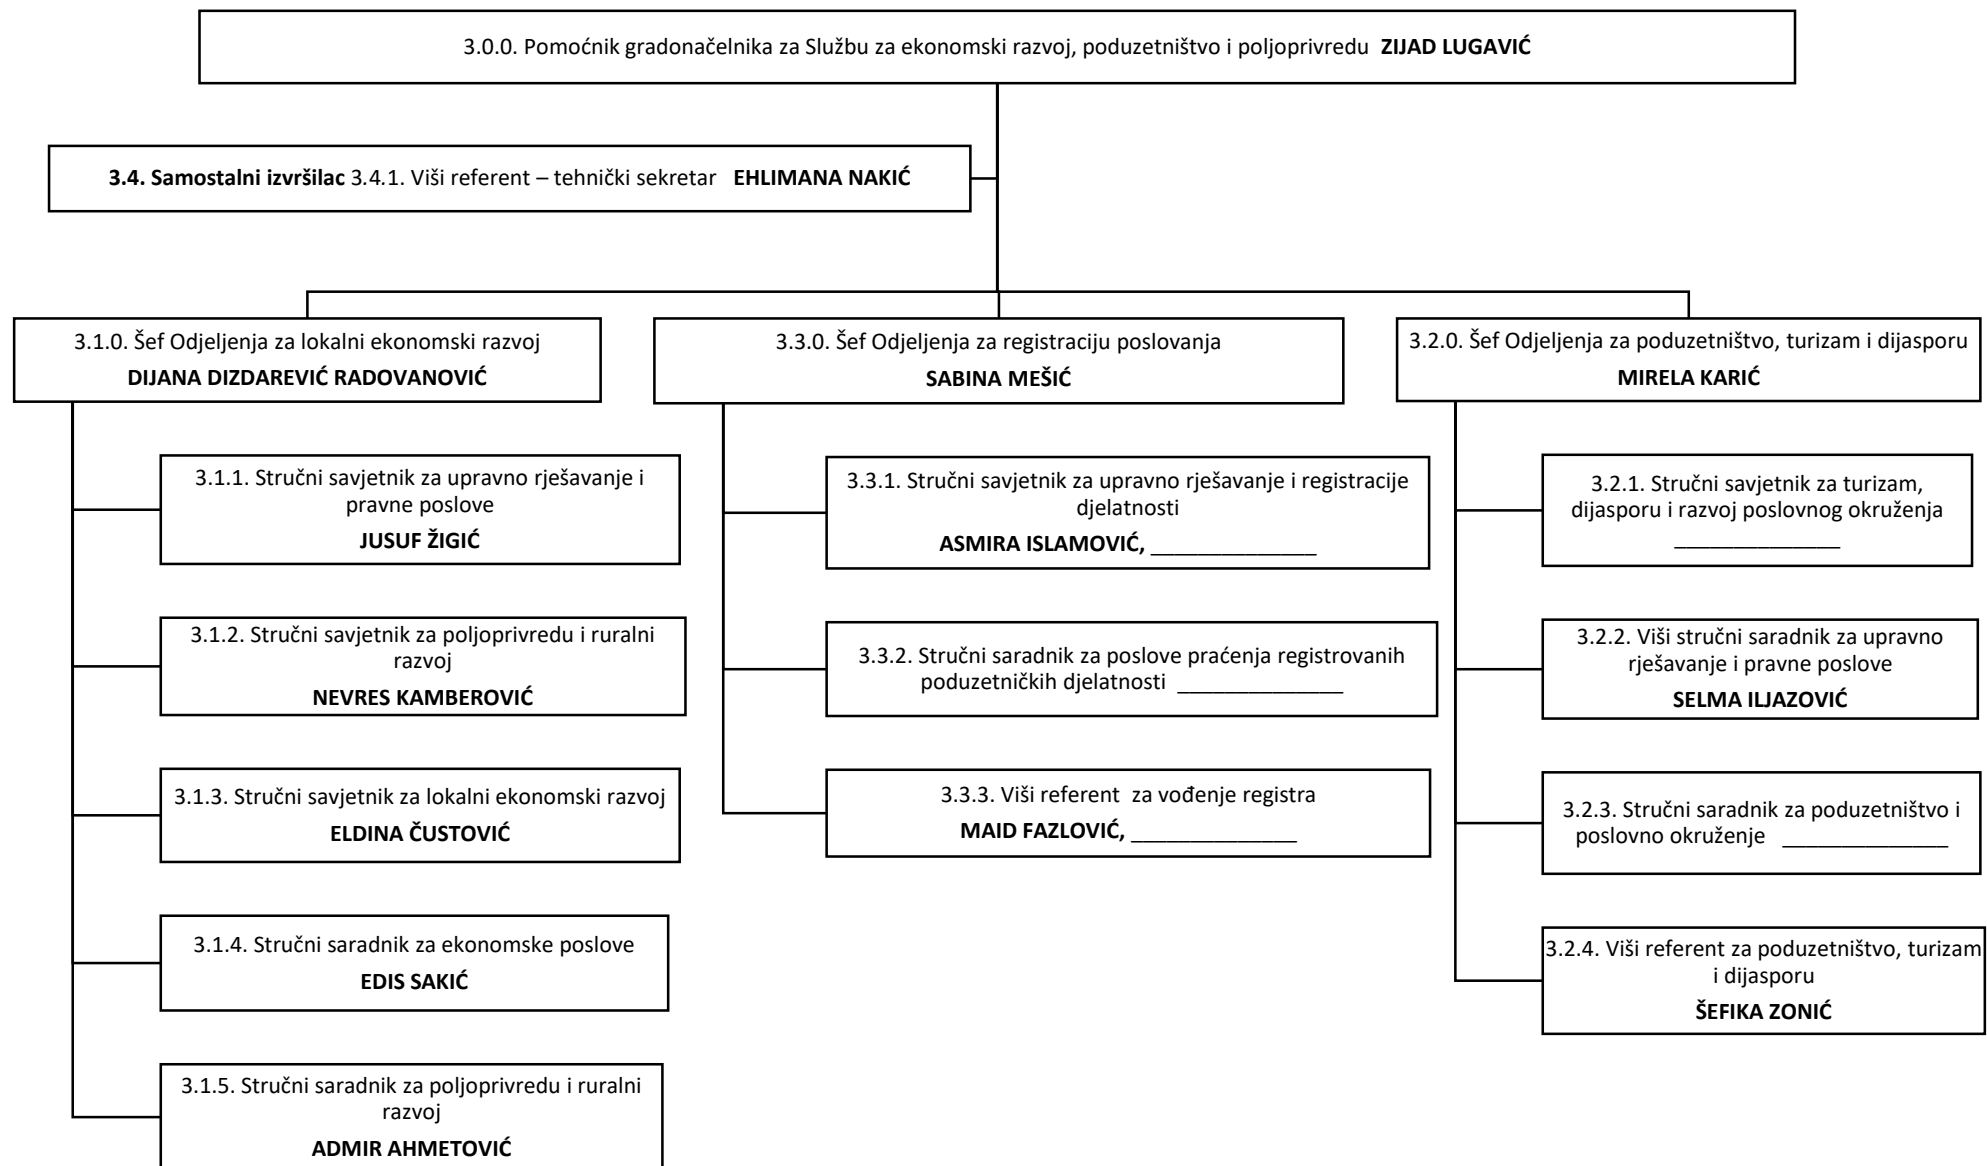 3.0.0. Pomoćnik gradonačelnika za Službu za ekonomski razvoj, poduzetništvo i poljoprivredu ZIJAD LUGAVIĆ
3.4. Samostalni izvršilac 3.4.1. Viši referent – tehnički sekretar EHLIMANA NAKIĆ
3.1.0. Šef Odjeljenja za lokalni ekonomski razvoj
DIJANA DIZDAREVIĆ RADOVANOVIĆ
3.1.1. Stručni savjetnik za upravno rješavanje i
pravne poslove
JUSUF ŽIGIĆ
3.1.2. Stručni savjetnik za poljoprivredu i ruralni
razvoj
NEVRES KAMBEROVIĆ
3.1.3. Stručni savjetnik za lokalni ekonomski razvoj
ELDINA ČUSTOVIĆ
3.1.4. Stručni saradnik za ekonomske poslove
EDIS SAKIĆ
3.1.5. Stručni saradnik za poljoprivredu i ruralni
razvoj
ADMIR AHMETOVIĆ
3.3.0. Šef Odjeljenja za registraciju poslovanja
SABINA MEŠIĆ
3.3.1. Stručni savjetnik za upravno rješavanje i registracije
djelatnosti
ASMIRA ISLAMOVIĆ, ______________
3.3.2. Stručni saradnik za poslove praćenja registrovanih
poduzetničkih djelatnosti ______________
3.3.3. Viši referent za vođenje registra
MAID FAZLOVIĆ, ______________
3.2.0. Šef Odjeljenja za poduzetništvo, turizam i dijasporu
MIRELA KARIĆ
3.2.1. Stručni savjetnik za turizam,
dijasporu i razvoj poslovnog okruženja
______________
3.2.2. Viši stručni saradnik za upravno
rješavanje i pravne poslove
SELMA ILJAZOVIĆ
3.2.3. Stručni saradnik za poduzetništvo i
poslovno okruženje ______________
3.2.4. Viši referent za poduzetništvo, turizam
i dijasporu
ŠEFIKA ZONIĆ